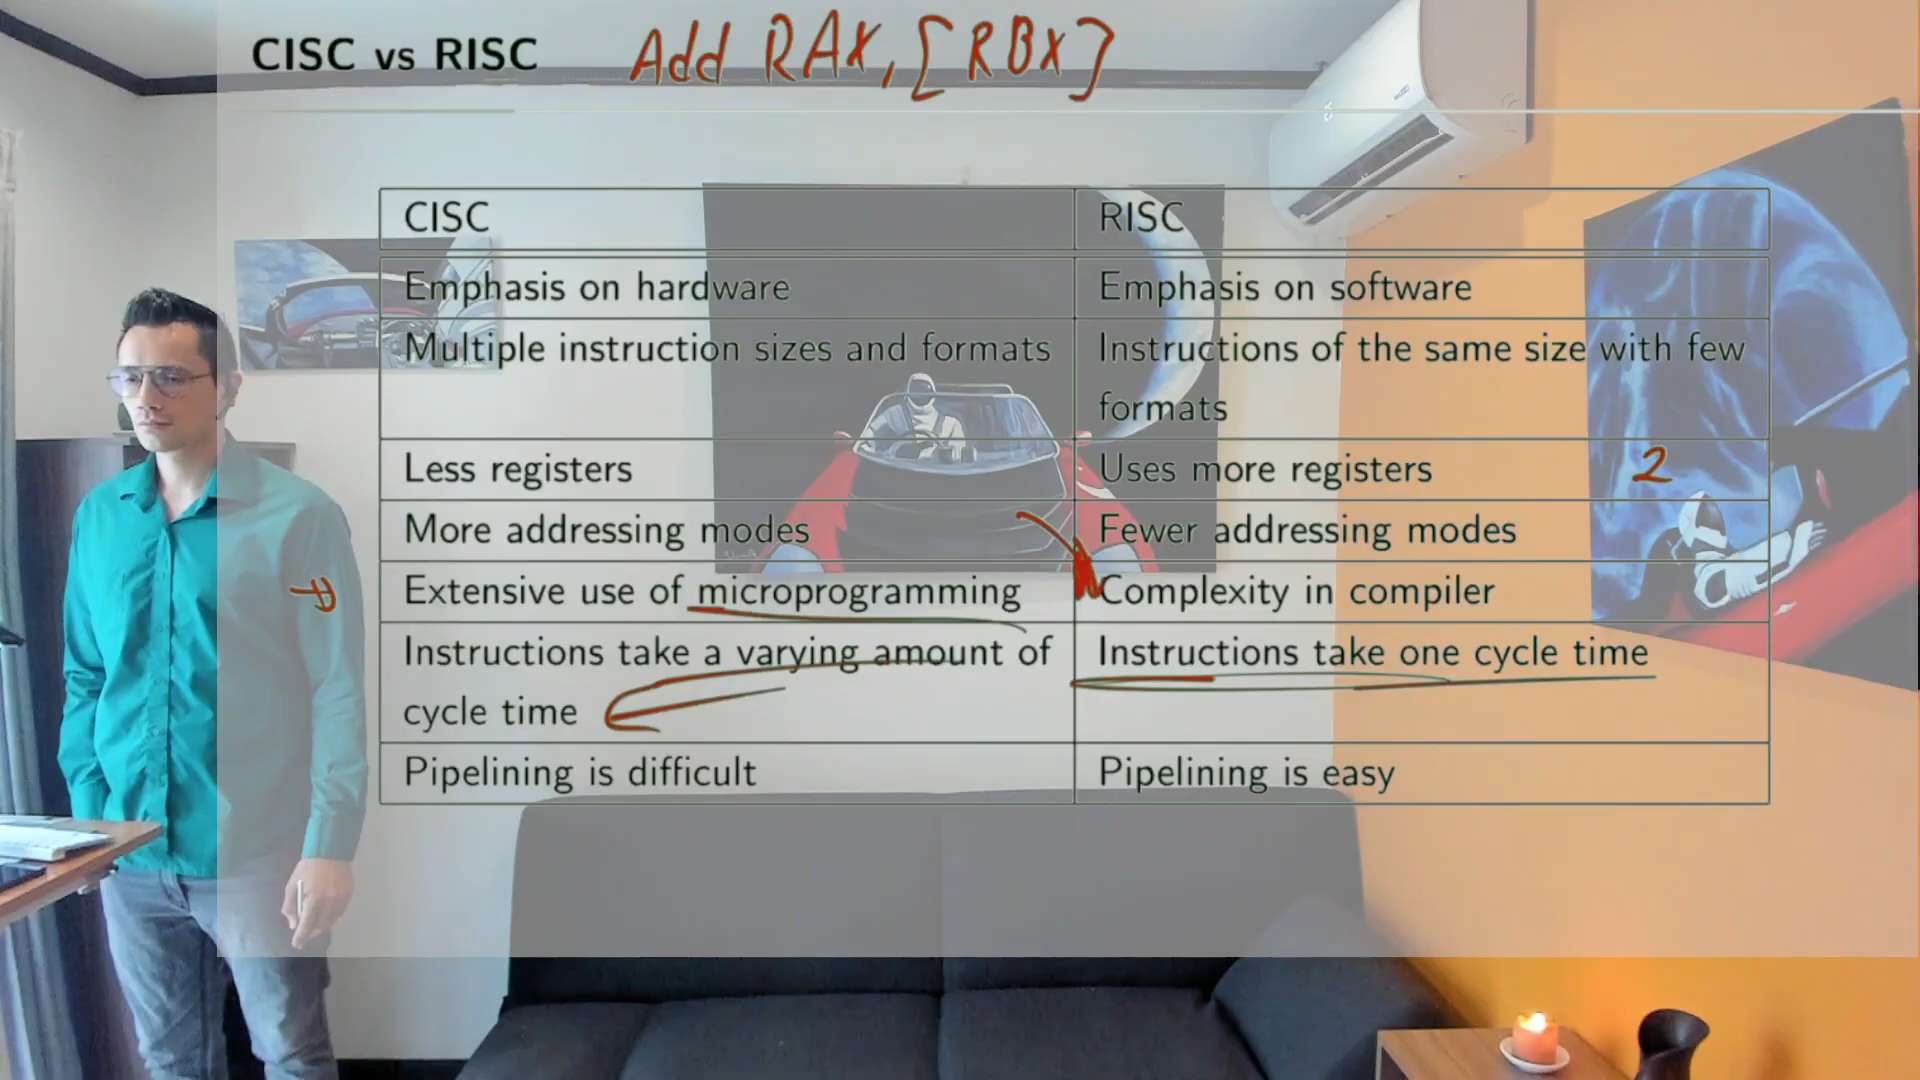 CISC vs RISC
Add RAX, [RBX]
CISC
RISC
Emphasis on hardware
Emphasis on software
Multiple instruction sizes and formats
Instructions of the same size with few
formats
Less registers
Uses more registers
2
More addressing modes
Fewer addressing modes
Extensive use of microprogramming
Complexity in compiler
Instructions take a varying amount of
cycle time
Instructions take one cycle time
Pipelining is difficult
Pipelining is easy